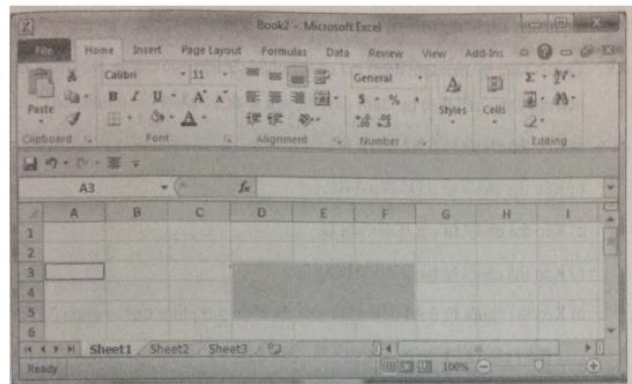 Book2 - Microsoft Excel
File Home Insert Page Layout Formulas Data Review View Add-Ins
Calibri 11 General
Paste B I U A A $ % Styles Cells Σ
A
Clipboard Font Alignment Number Editing
A3 fx
A B C D E F G H I
1
2
3
4
5
6
Sheet1 Sheet2 Sheet3
Ready 100%